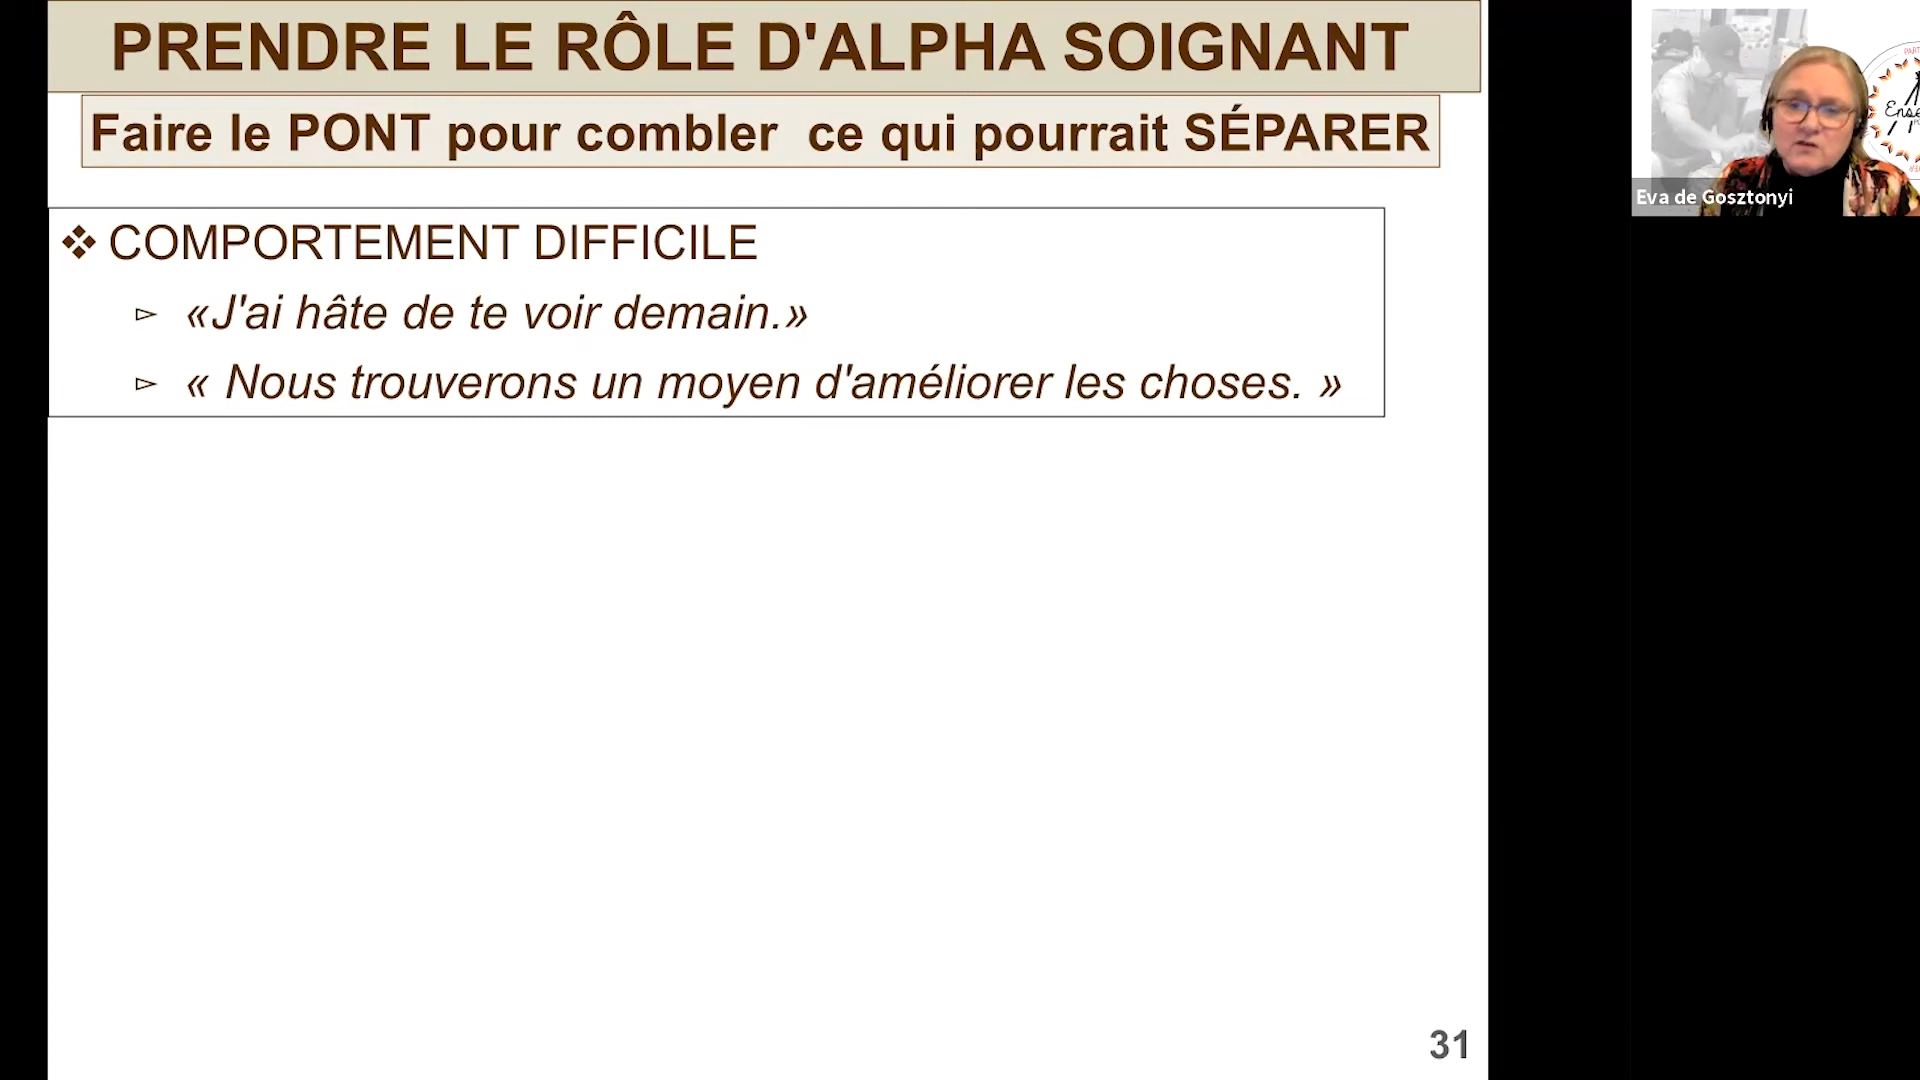 PRENDRE LE RÔLE D'ALPHA SOIGNANT
Faire le PONT pour combler ce qui pourrait SÉPARER
❖ COMPORTEMENT DIFFICILE
▻ «J'ai hâte de te voir demain.»
▻ « Nous trouverons un moyen d'améliorer les choses. »
31
Eva de Gosztonyi